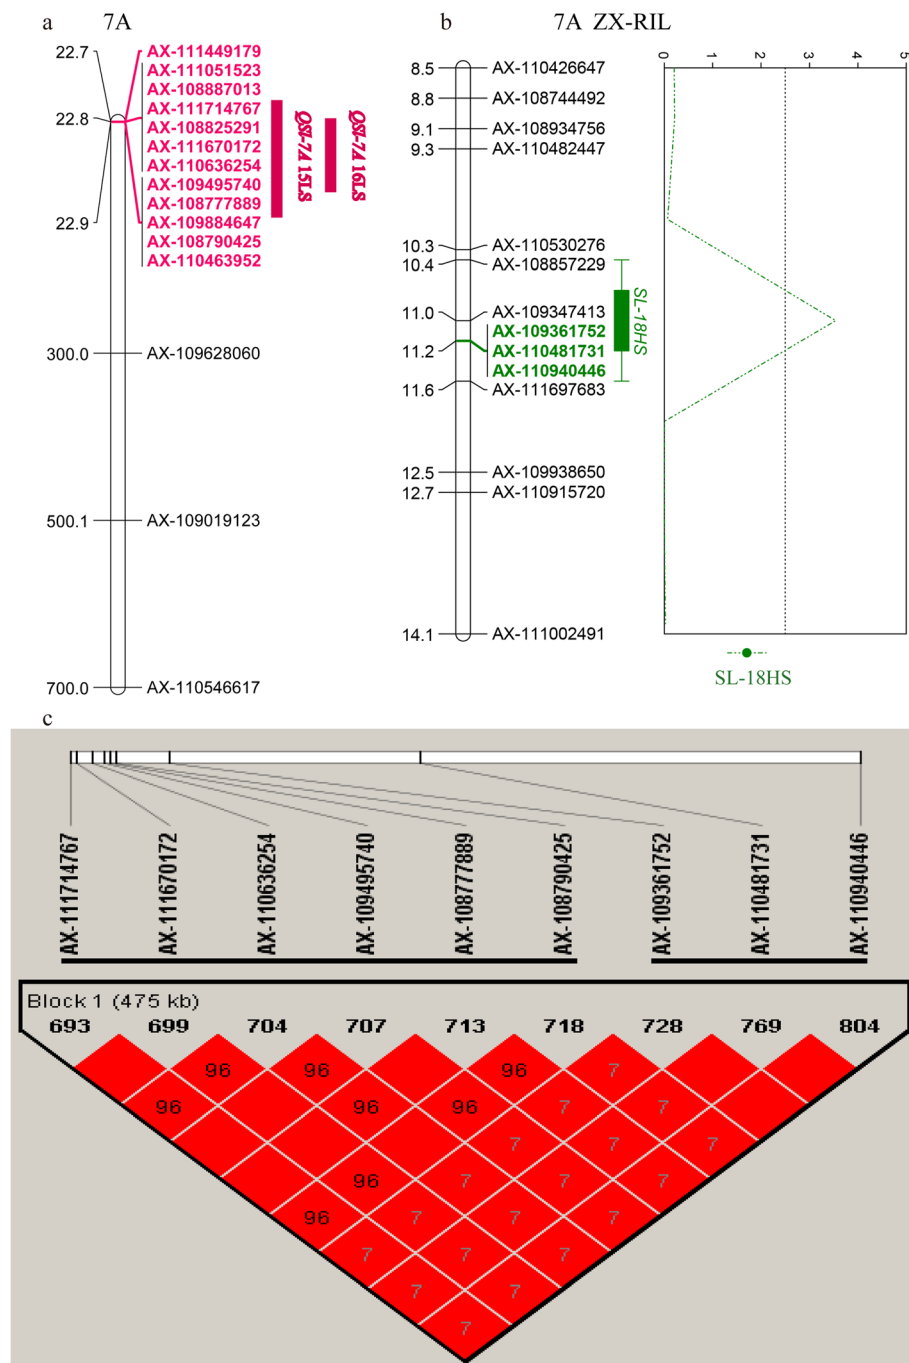 a 7A
22.7
22.8
22.9
300.0
500.1
700.0
AX-111449179
AX-111051523
AX-108887013
AX-111714767
AX-108825291
AX-111670172
AX-110636254
AX-109495740
AX-108777889
AX-109884647
AX-108790425
AX-110463952
AX-109628060
AX-109019123
AX-110546617
QSl-7A 15LS
QSl-7A 16LS
b 7A ZX-RIL
8.5 AX-110426647
8.8 AX-108744492
9.1 AX-108934756
9.3 AX-110482447
10.3 AX-110530276
10.4 AX-108857229
11.0 AX-109347413
AX-109361752
11.2 AX-110481731
AX-110940446
11.6 AX-111697683
12.5 AX-109938650
12.7 AX-110915720
14.1 AX-111002491
SL-18HS
0 1 2 3 4 5
SL-18HS
c
AX-111714767
AX-111670172
AX-110636254
AX-109495740
AX-108777889
AX-108790425
AX-109361752
AX-110481731
AX-110940446
Block 1 (475 kb)
693 699 704 707 713 718 728 769 804
96 96 96 7
96 96 96 7 7
7 7 7
96 7 7
96 7 7 7
7 7 7
7 7
7